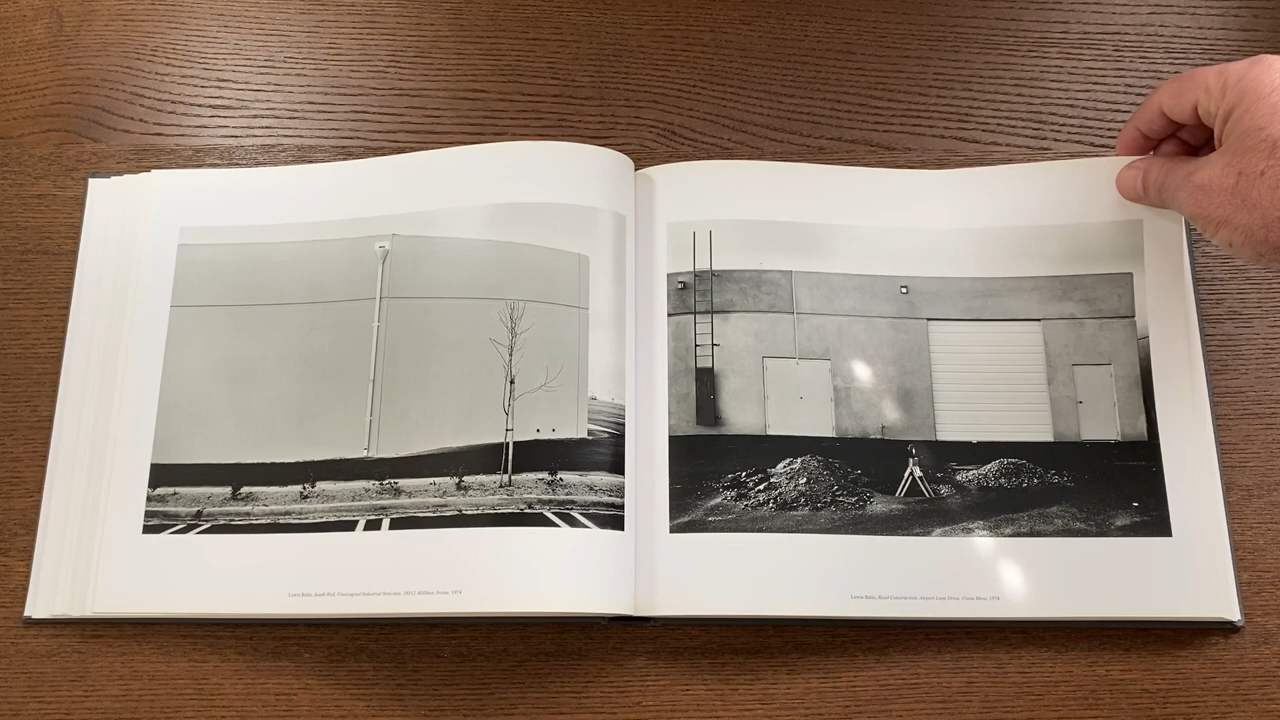 Lewis Baltz, South Wall, Unoccupied Industrial Structure, 16812 Milliken, Irvine, 1974
Lewis Baltz, Road Construction, Airport Loop Drive, Costa Mesa, 1974